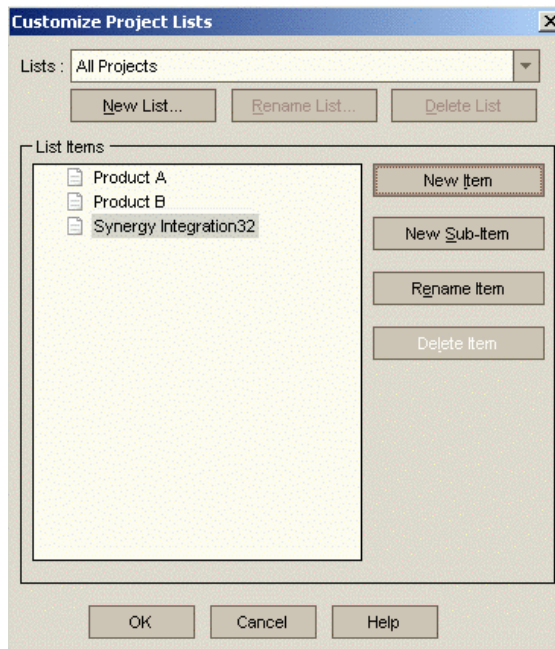 Customize Project Lists
Lists : All Projects
New List... Rename List... Delete List
List Items
Product A
Product B
Synergy Integration32
New Item
New Sub-Item
Rename Item
Delete Item
OK Cancel Help